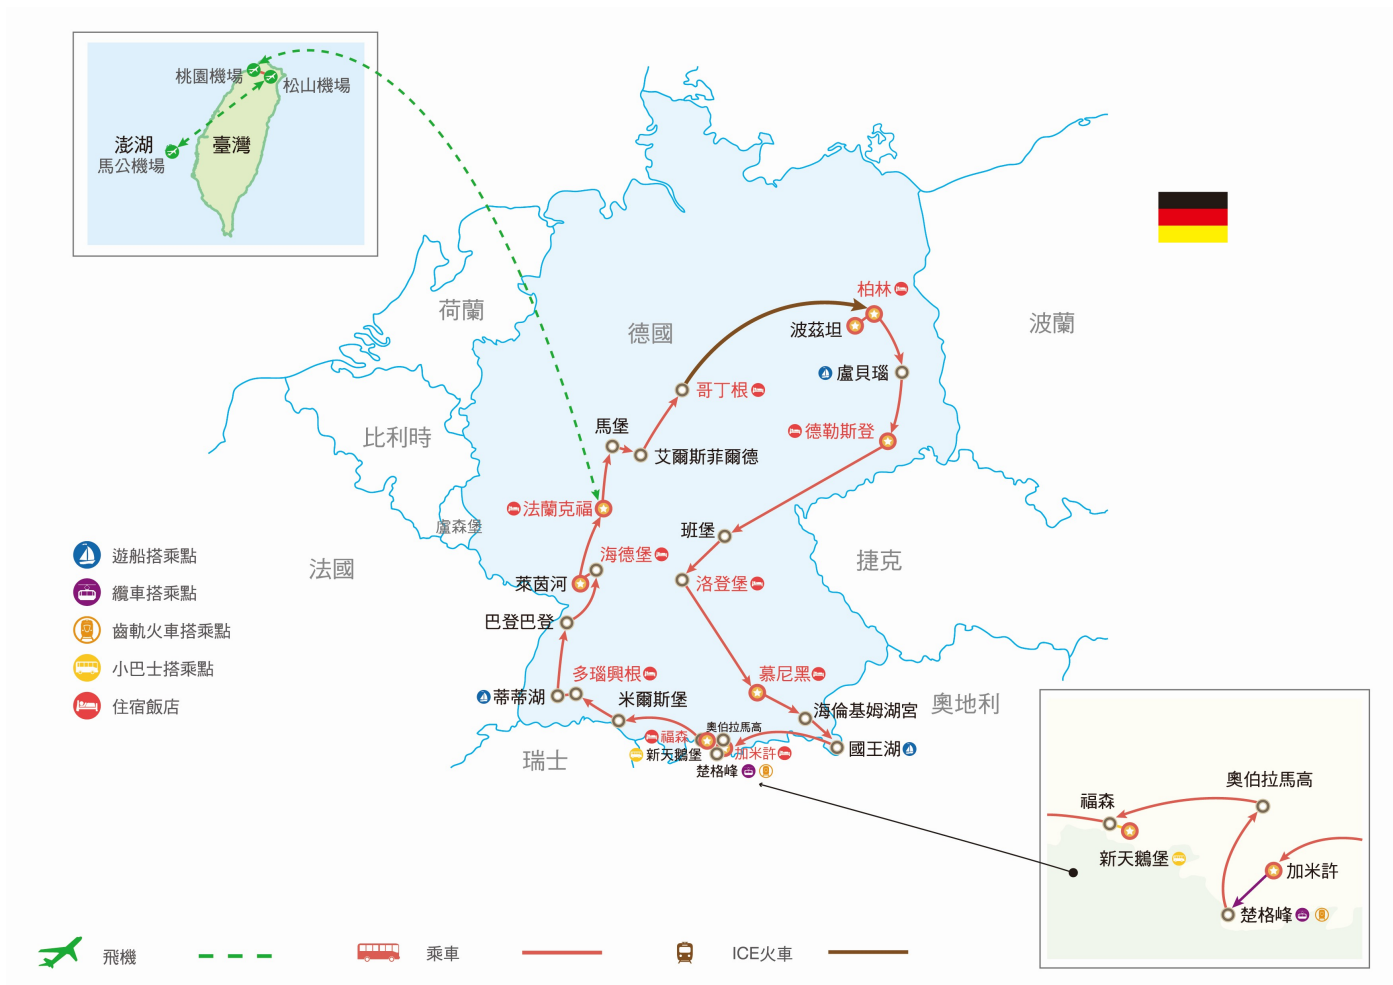 桃園機場
松山機場
澎湖
馬公機場
臺灣
荷蘭
德國
波蘭
比利時
盧森堡
法國
捷克
奧地利
瑞士
柏林
波茲坦
盧貝瑙
哥丁根
德勒斯登
馬堡
艾爾斯菲爾德
法蘭克福
班堡
海德堡
萊茵河
洛登堡
巴登巴登
多瑙興根
蒂蒂湖
米爾斯堡
慕尼黑
海倫基姆湖宮
國王湖
奧伯拉馬高
福森
新天鵝堡
加米許
楚格峰
遊船搭乘點
纜車搭乘點
齒軌火車搭乘點
小巴士搭乘點
住宿飯店
奧伯拉馬高
福森
新天鵝堡
加米許
楚格峰
飛機
乘車
ICE火車